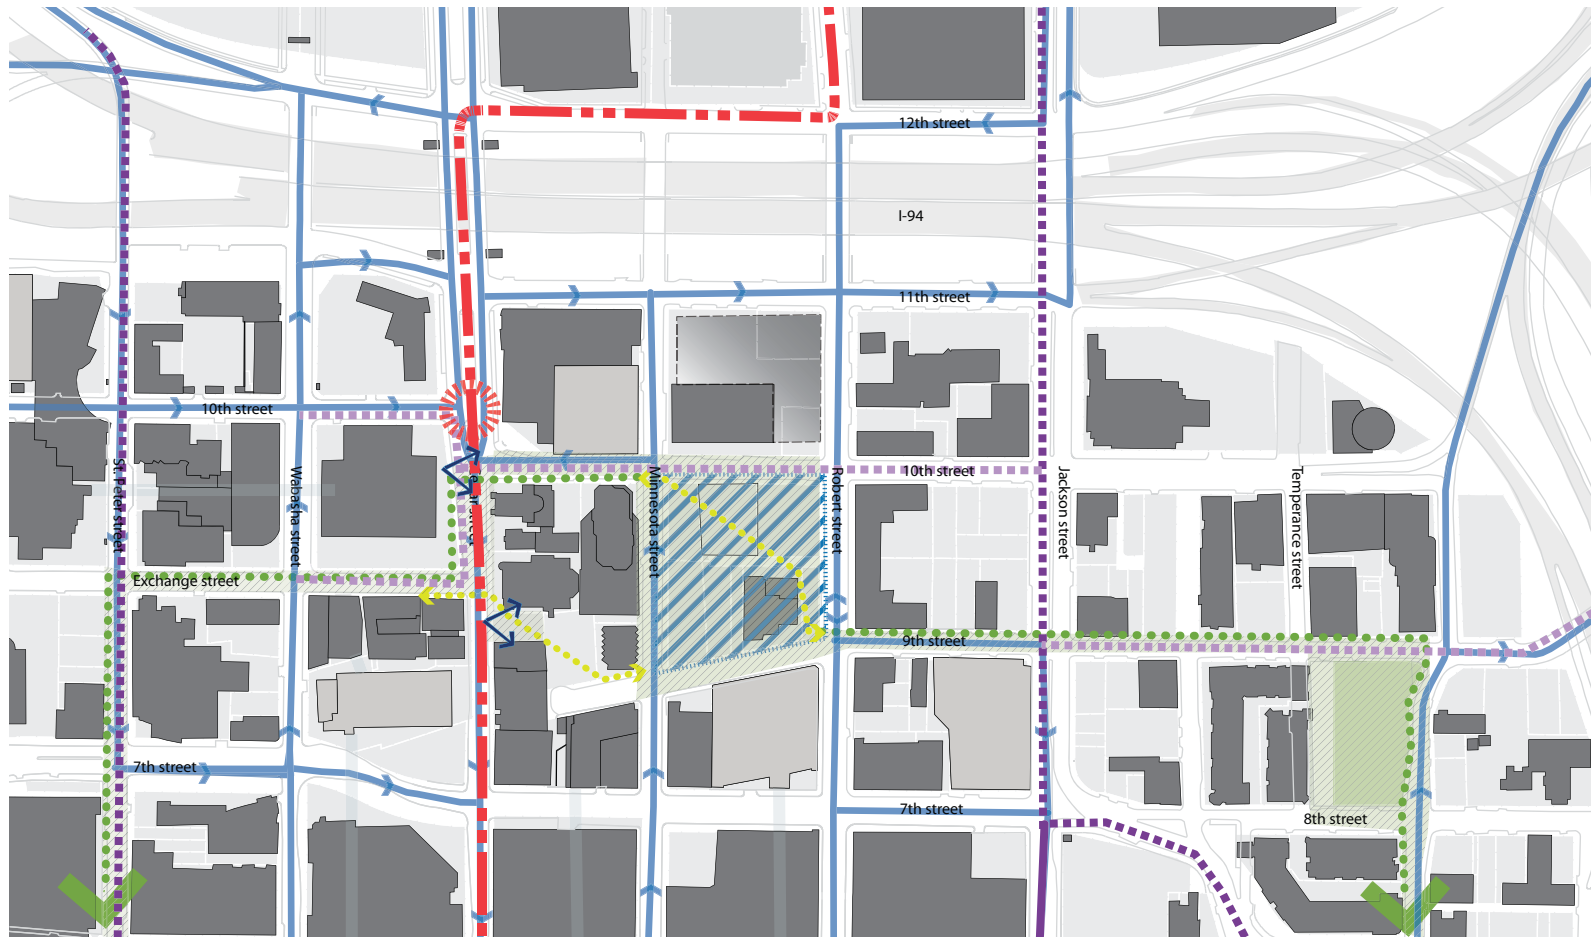 12th street
I-94
11th street
10th street
10th street
St. Peter street
Wabasha street
Minnesota street
Robert street
Jackson street
Temperance street
Exchange street
9th street
7th street
7th street
8th street